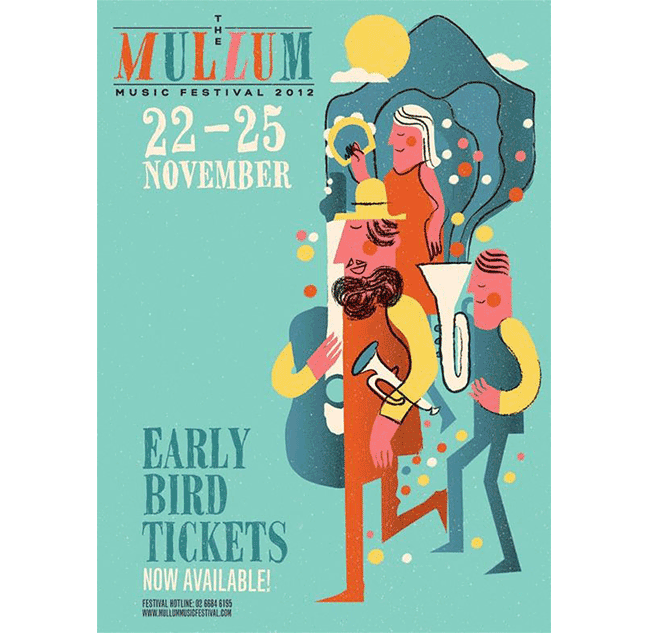 THE
MULLUM
MUSIC FESTIVAL 2012
22–25
NOVEMBER
EARLY
BIRD
TICKETS
NOW AVAILABLE!
FESTIVAL HOTLINE: 02 6684 6195
WWW.MULLUMMUSICFESTIVAL.COM